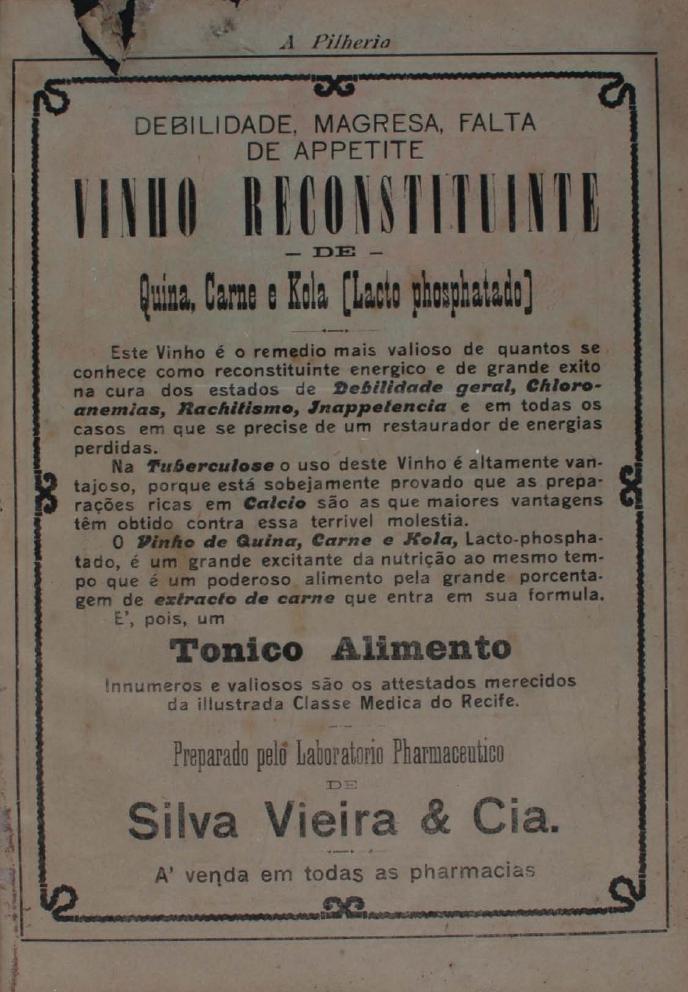 A Pilheria
DEBILIDADE, MAGRESA, FALTA
DE APPETITE
VINHO RECONSTITUINTE
— DE —
Quina, Carne e Kola [Lacto phosphatado]
Este Vinho é o remedio mais valioso de quantos se
conhece como reconstituinte energico e de grande exito
na cura dos estados de Debilidade geral, Chloro-
anemias, Rachitismo, Inappetencia e em todas os
casos em que se precise de um restaurador de energias
perdidas.
Na Tuberculose o uso deste Vinho é altamente van-
tajoso, porque está sobejamente provado que as prepa-
rações ricas em Calcio são as que maiores vantagens
têm obtido contra essa terrivel molestia.
O Vinho de Quina, Carne e Kola, Lacto-phospha-
tado, é um grande excitante da nutrição ao mesmo tem-
po que é um poderoso alimento pela grande porcenta-
gem de extracto de carne que entra em sua formula.
E', pois, um
Tonico Alimento
Innumeros e valiosos são os attestados merecidos
da illustrada Classe Medica do Recife.
Preparado pelo Laboratorio Pharmaceutico
DE
Silva Vieira & Cia.
A' venda em todas as pharmacias